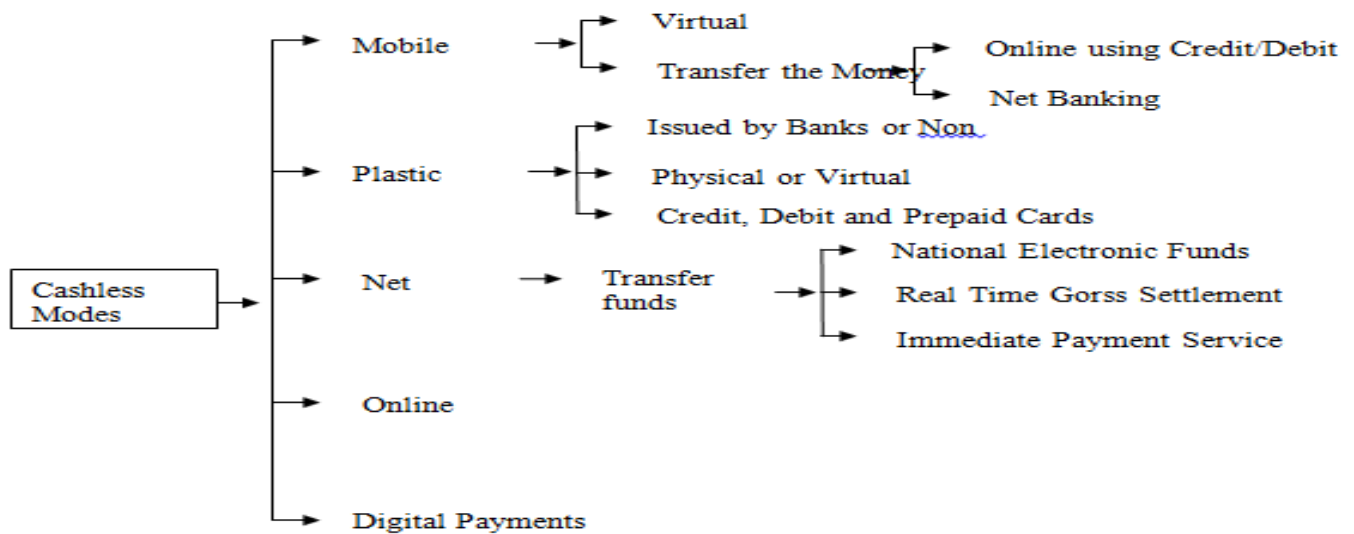 Virtual
Mobile
Online using Credit/Debit
Transfer the Money
Net Banking
Issued by Banks or Non
Plastic
Physical or Virtual
Credit, Debit and Prepaid Cards
National Electronic Funds
Net
Transfer
funds
Cashless
Modes
Real Time Gorss Settlement
Immediate Payment Service
Online
Digital Payments